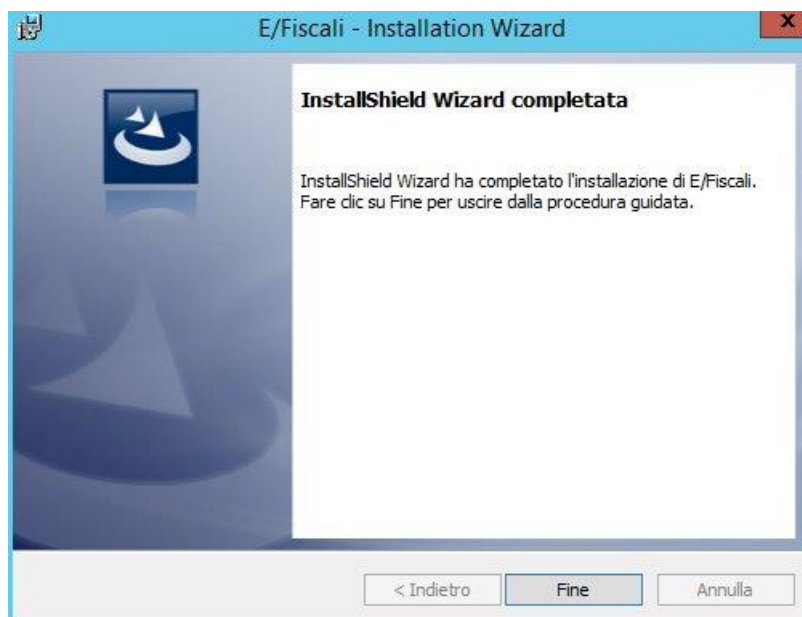 E/Fiscali - Installation Wizard
x
InstallShield Wizard completata
InstallShield Wizard ha completato l'installazione di E/Fiscali.
Fare clic su Fine per uscire dalla procedura guidata.
< Indietro
Fine
Annulla